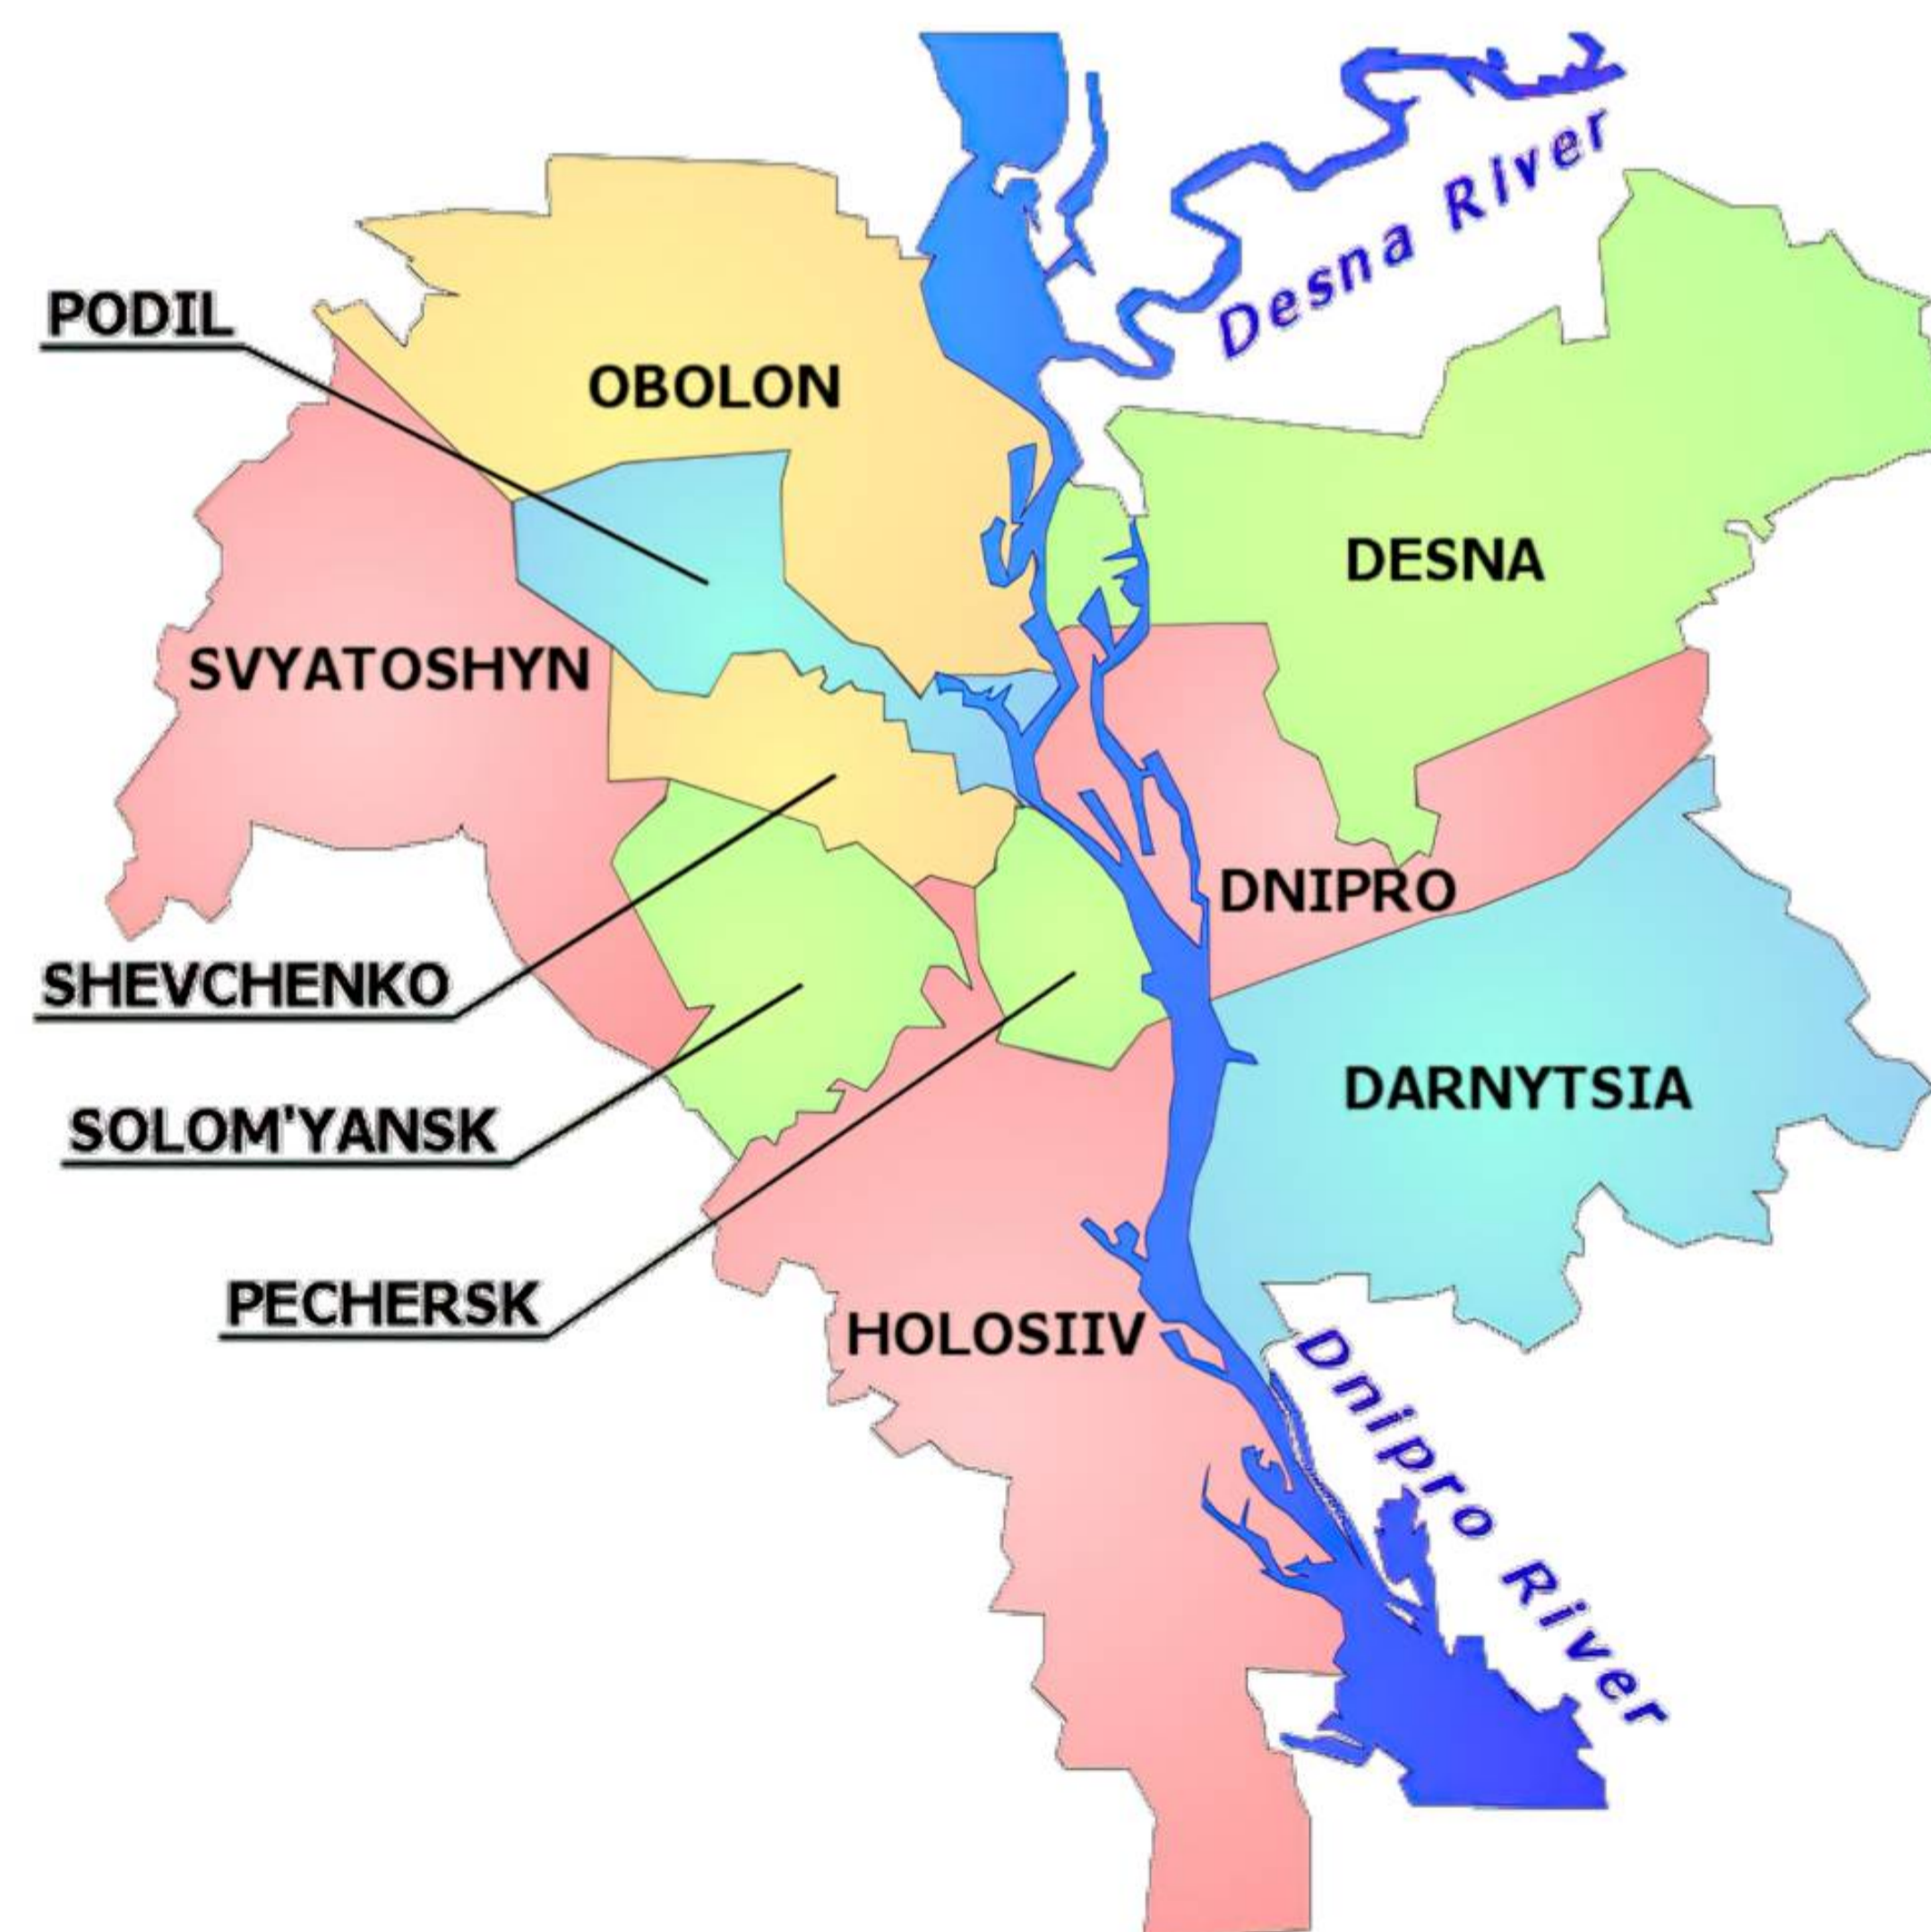 Desna River
PODIL
OBOLON
DESNA
SVYATOSHYN
DNIPRO
SHEVCHENKO
DARNYTSIA
SOLOM'YANSK
PECHERSK
HOLOSIIV
Dnipro River